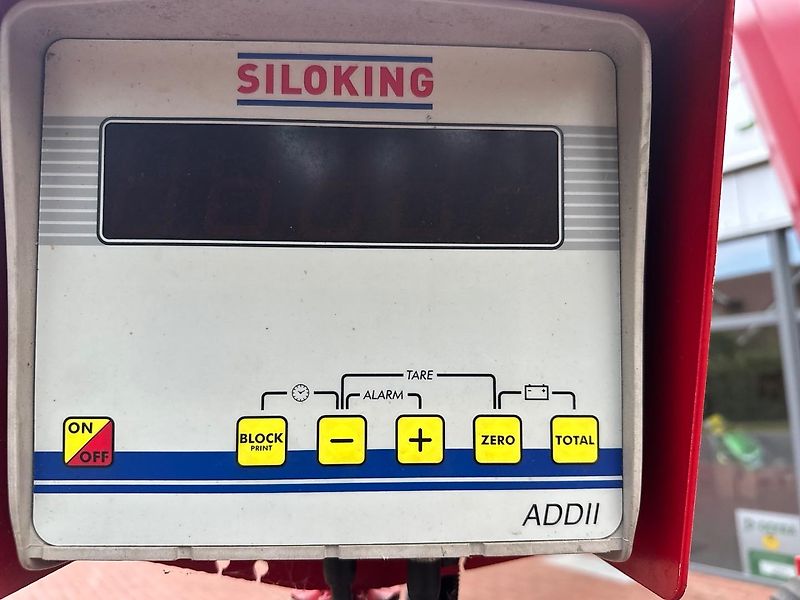 SILOKING
TARE
ALARM
ON
OFF
BLOCK
PRINT
−
+
ZERO
TOTAL
ADDII